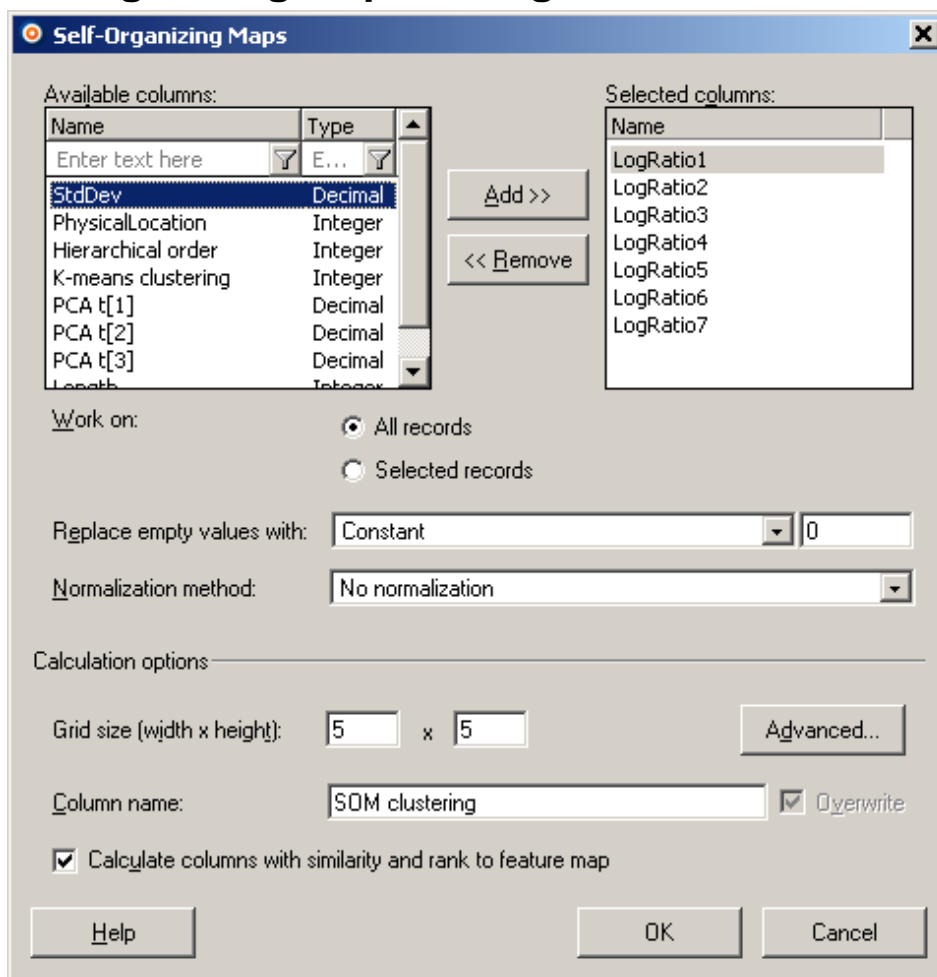 Self-Organizing Maps
Available columns:
Selected columns:
Name Type
Name
Enter text here E...
StdDev Decimal
PhysicalLocation Integer
Hierarchical order Integer
K-means clustering Integer
PCA t[1] Decimal
PCA t[2] Decimal
PCA t[3] Decimal
Length Integer
Add >>
<< Remove
LogRatio1
LogRatio2
LogRatio3
LogRatio4
LogRatio5
LogRatio6
LogRatio7
Work on:
All records
Selected records
Replace empty values with: Constant 0
Normalization method: No normalization
Calculation options
Grid size (width x height): 5 x 5 Advanced...
Column name: SOM clustering Overwrite
Calculate columns with similarity and rank to feature map
Help OK Cancel